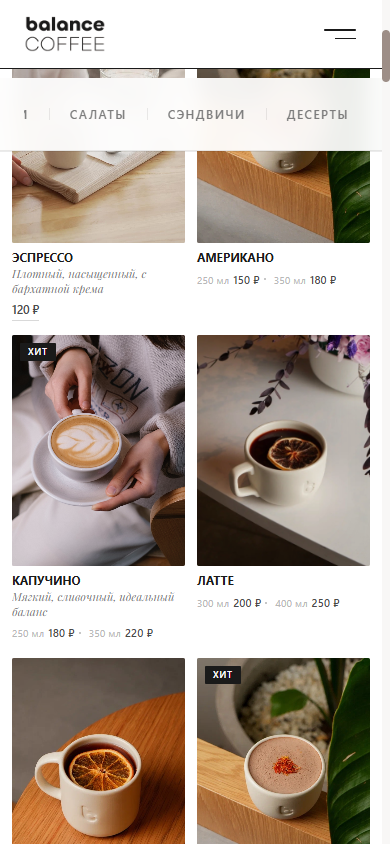 balance
COFFEE
САЛАТЫ
СЭНДВИЧИ
ДЕСЕРТЫ
ЭСПРЕССО
Плотный, насыщенный, с
бархатной крема
120 ₽
АМЕРИКАНО
250 мл 150 ₽ · 350 мл 180 ₽
ХИТ
КАПУЧИНО
Мягкий, сливочный, идеальный
баланс
250 мл 180 ₽ · 350 мл 220 ₽
ЛАТТЕ
300 мл 200 ₽ · 400 мл 250 ₽
ХИТ